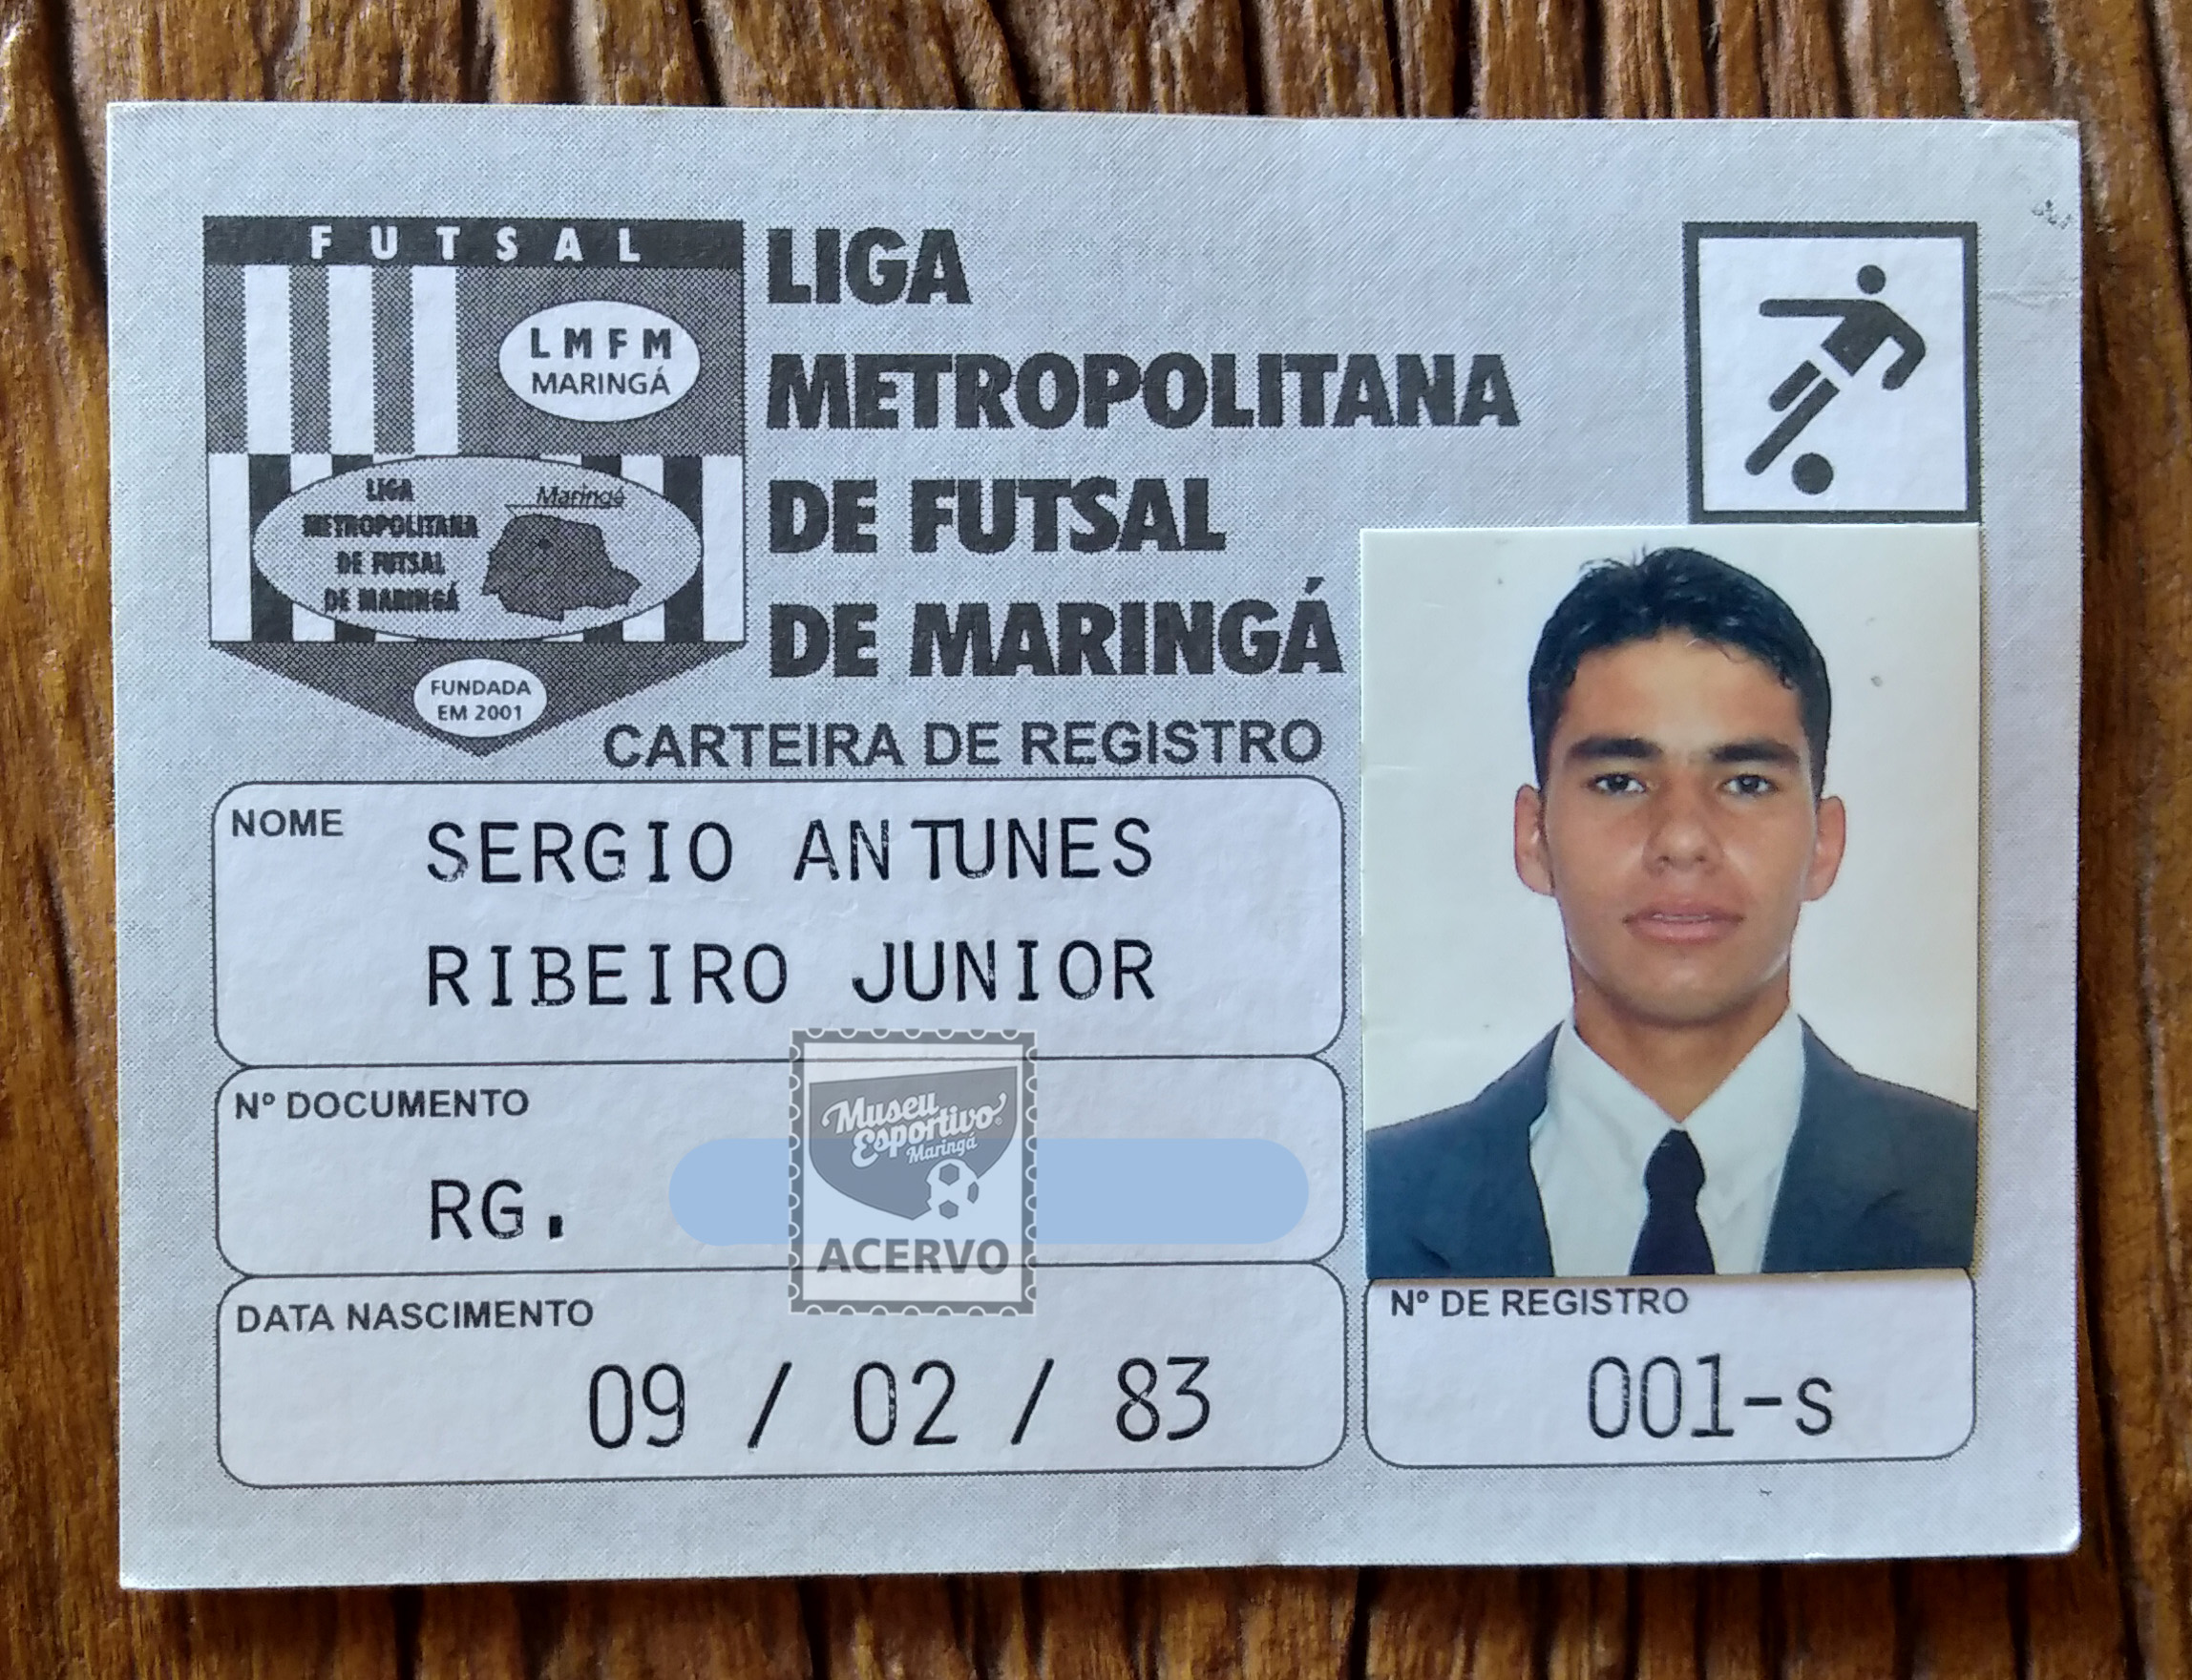 FUTSAL
LMFM
MARINGÁ
LIGA
METROPOLITANA
DE FUTSAL
DE MARINGÁ
Maringá
FUNDADA
EM 2001
LIGA
METROPOLITANA
DE FUTSAL
DE MARINGÁ
CARTEIRA DE REGISTRO
NOME
SERGIO ANTUNES
RIBEIRO JUNIOR
Nº DOCUMENTO
RG.
Museu
Esportivo
Maringá
ACERVO
DATA NASCIMENTO
09 / 02 / 83
Nº DE REGISTRO
001-s